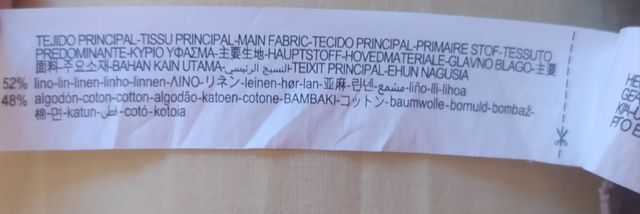 TEJIDO PRINCIPAL-TISSU PRINCIPAL-MAIN FABRIC-TECIDO PRINCIPAL-PRIMAIRE STOF-TESSUTO
PREDOMINANTE-ΚΥΡΙΟ ΥΦΑΣΜΑ-主要生地-HAUPTSTOFF-HOVEDMATERIALE-GLAVNO BLAGO-主要
面料-주요소재-BAHAN KAIN UTAMA-النسيج الرئيسي-TEIXIT PRINCIPAL-EHUN NAGUSIA
52% lino-lin-linen-linho-linnen-ΛΙΝΟ-リネン-leinen-hør-lan-亚麻-린넨-مشمع-liño-lli-lihoa
48% algodón-coton-cotton-algodão-katoen-cotone-ΒΑΜΒΑΚΙ-コットン-baumwolle-bomuld-bombaž-
棉-면-katun-قطن-cotó-kotoia